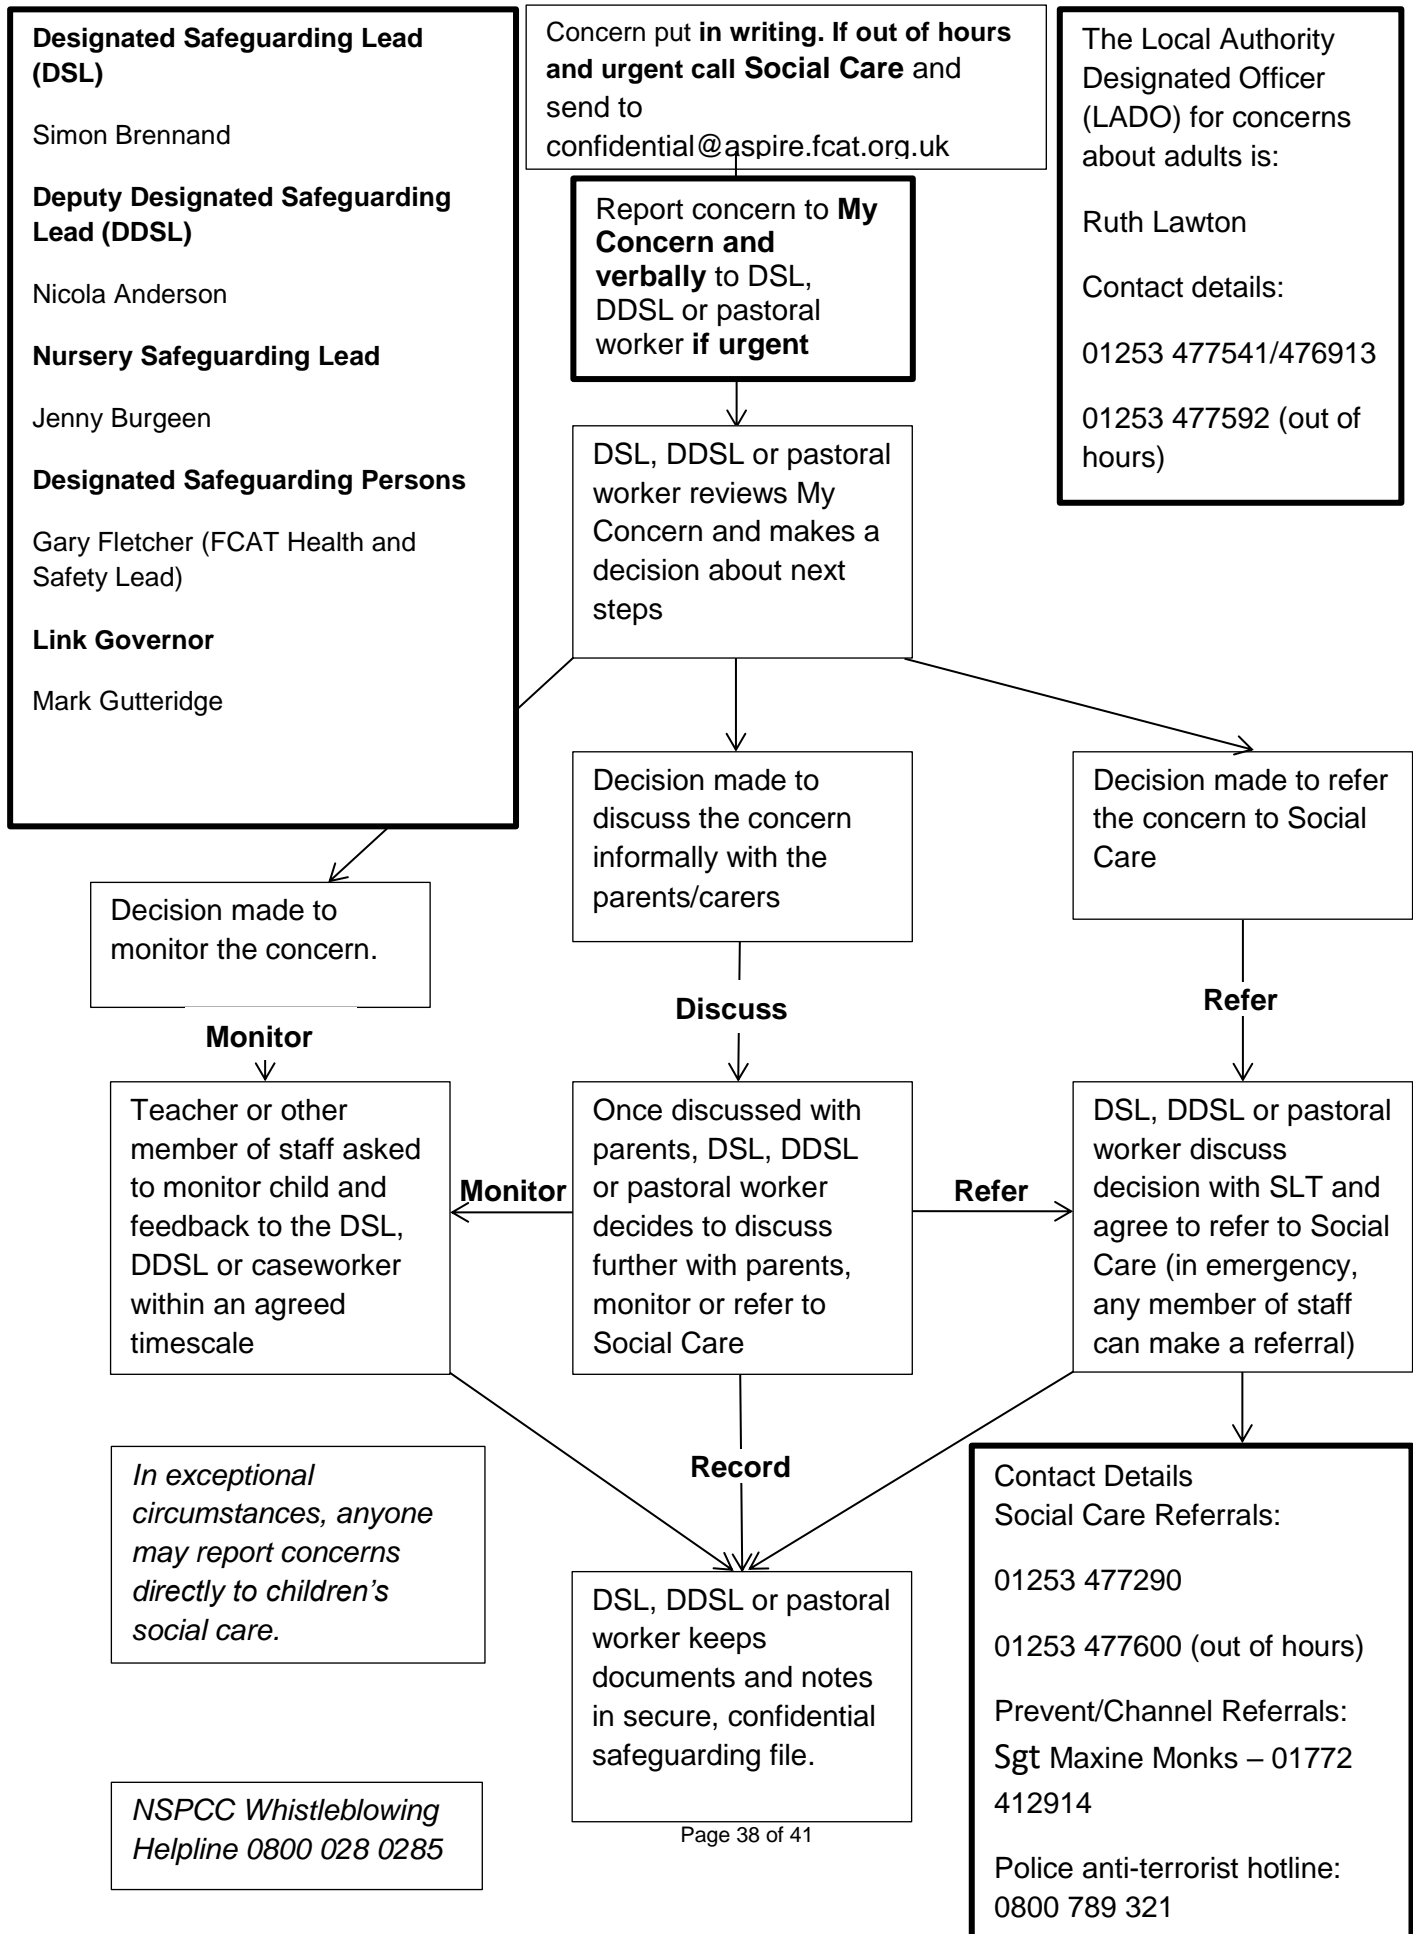 Designated Safeguarding Lead
(DSL)
Simon Brennand
Deputy Designated Safeguarding
Lead (DDSL)
Nicola Anderson
Nursery Safeguarding Lead
Jenny Burgeen
Designated Safeguarding Persons
Gary Fletcher (FCAT Health and
Safety Lead)
Link Governor
Mark Gutteridge
Concern put in writing. If out of hours
and urgent call Social Care and
send to
confidential@aspire.fcat.org.uk
The Local Authority
Designated Officer
(LADO) for concerns
about adults is:
Ruth Lawton
Contact details:
01253 477541/476913
01253 477592 (out of
hours)
Report concern to My
Concern and
verbally to DSL,
DDSL or pastoral
worker if urgent
DSL, DDSL or pastoral
worker reviews My
Concern and makes a
decision about next
steps
Decision made to
monitor the concern.
Decision made to
discuss the concern
informally with the
parents/carers
Decision made to refer
the concern to Social
Care
Monitor
Discuss
Refer
Teacher or other
member of staff asked
to monitor child and
feedback to the DSL,
DDSL or caseworker
within an agreed
timescale
Monitor
Once discussed with
parents, DSL, DDSL
or pastoral worker
decides to discuss
further with parents,
monitor or refer to
Social Care
Refer
DSL, DDSL or pastoral
worker discuss
decision with SLT and
agree to refer to Social
Care (in emergency,
any member of staff
can make a referral)
In exceptional
circumstances, anyone
may report concerns
directly to children’s
social care.
Record
DSL, DDSL or pastoral
worker keeps
documents and notes
in secure, confidential
safeguarding file.
Contact Details
Social Care Referrals:
01253 477290
01253 477600 (out of hours)
Prevent/Channel Referrals:
Sgt Maxine Monks – 01772
412914
Police anti-terrorist hotline:
0800 789 321
NSPCC Whistleblowing
Helpline 0800 028 0285
Page 38 of 41